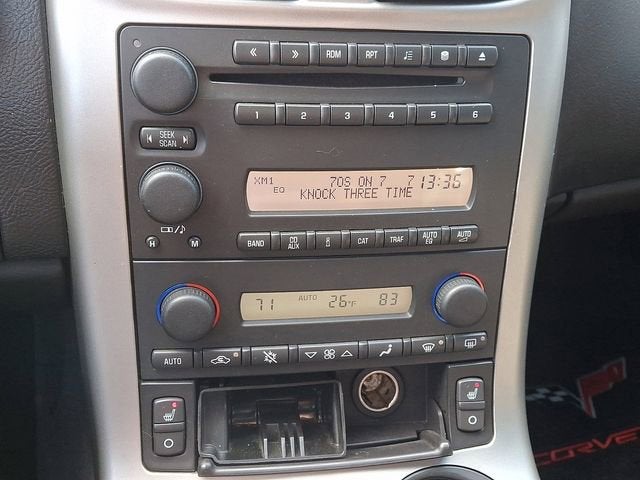 « » RDM RPT
1 2 3 4 5 6
SEEK
SCAN
XM1 70S ON 7 7 13:35
EQ KNOCK THREE TIME
H M
BAND CD AUX CAT TRAF AUTO EQ AUTO
71 AUTO 26°F 83
AUTO
CORVE